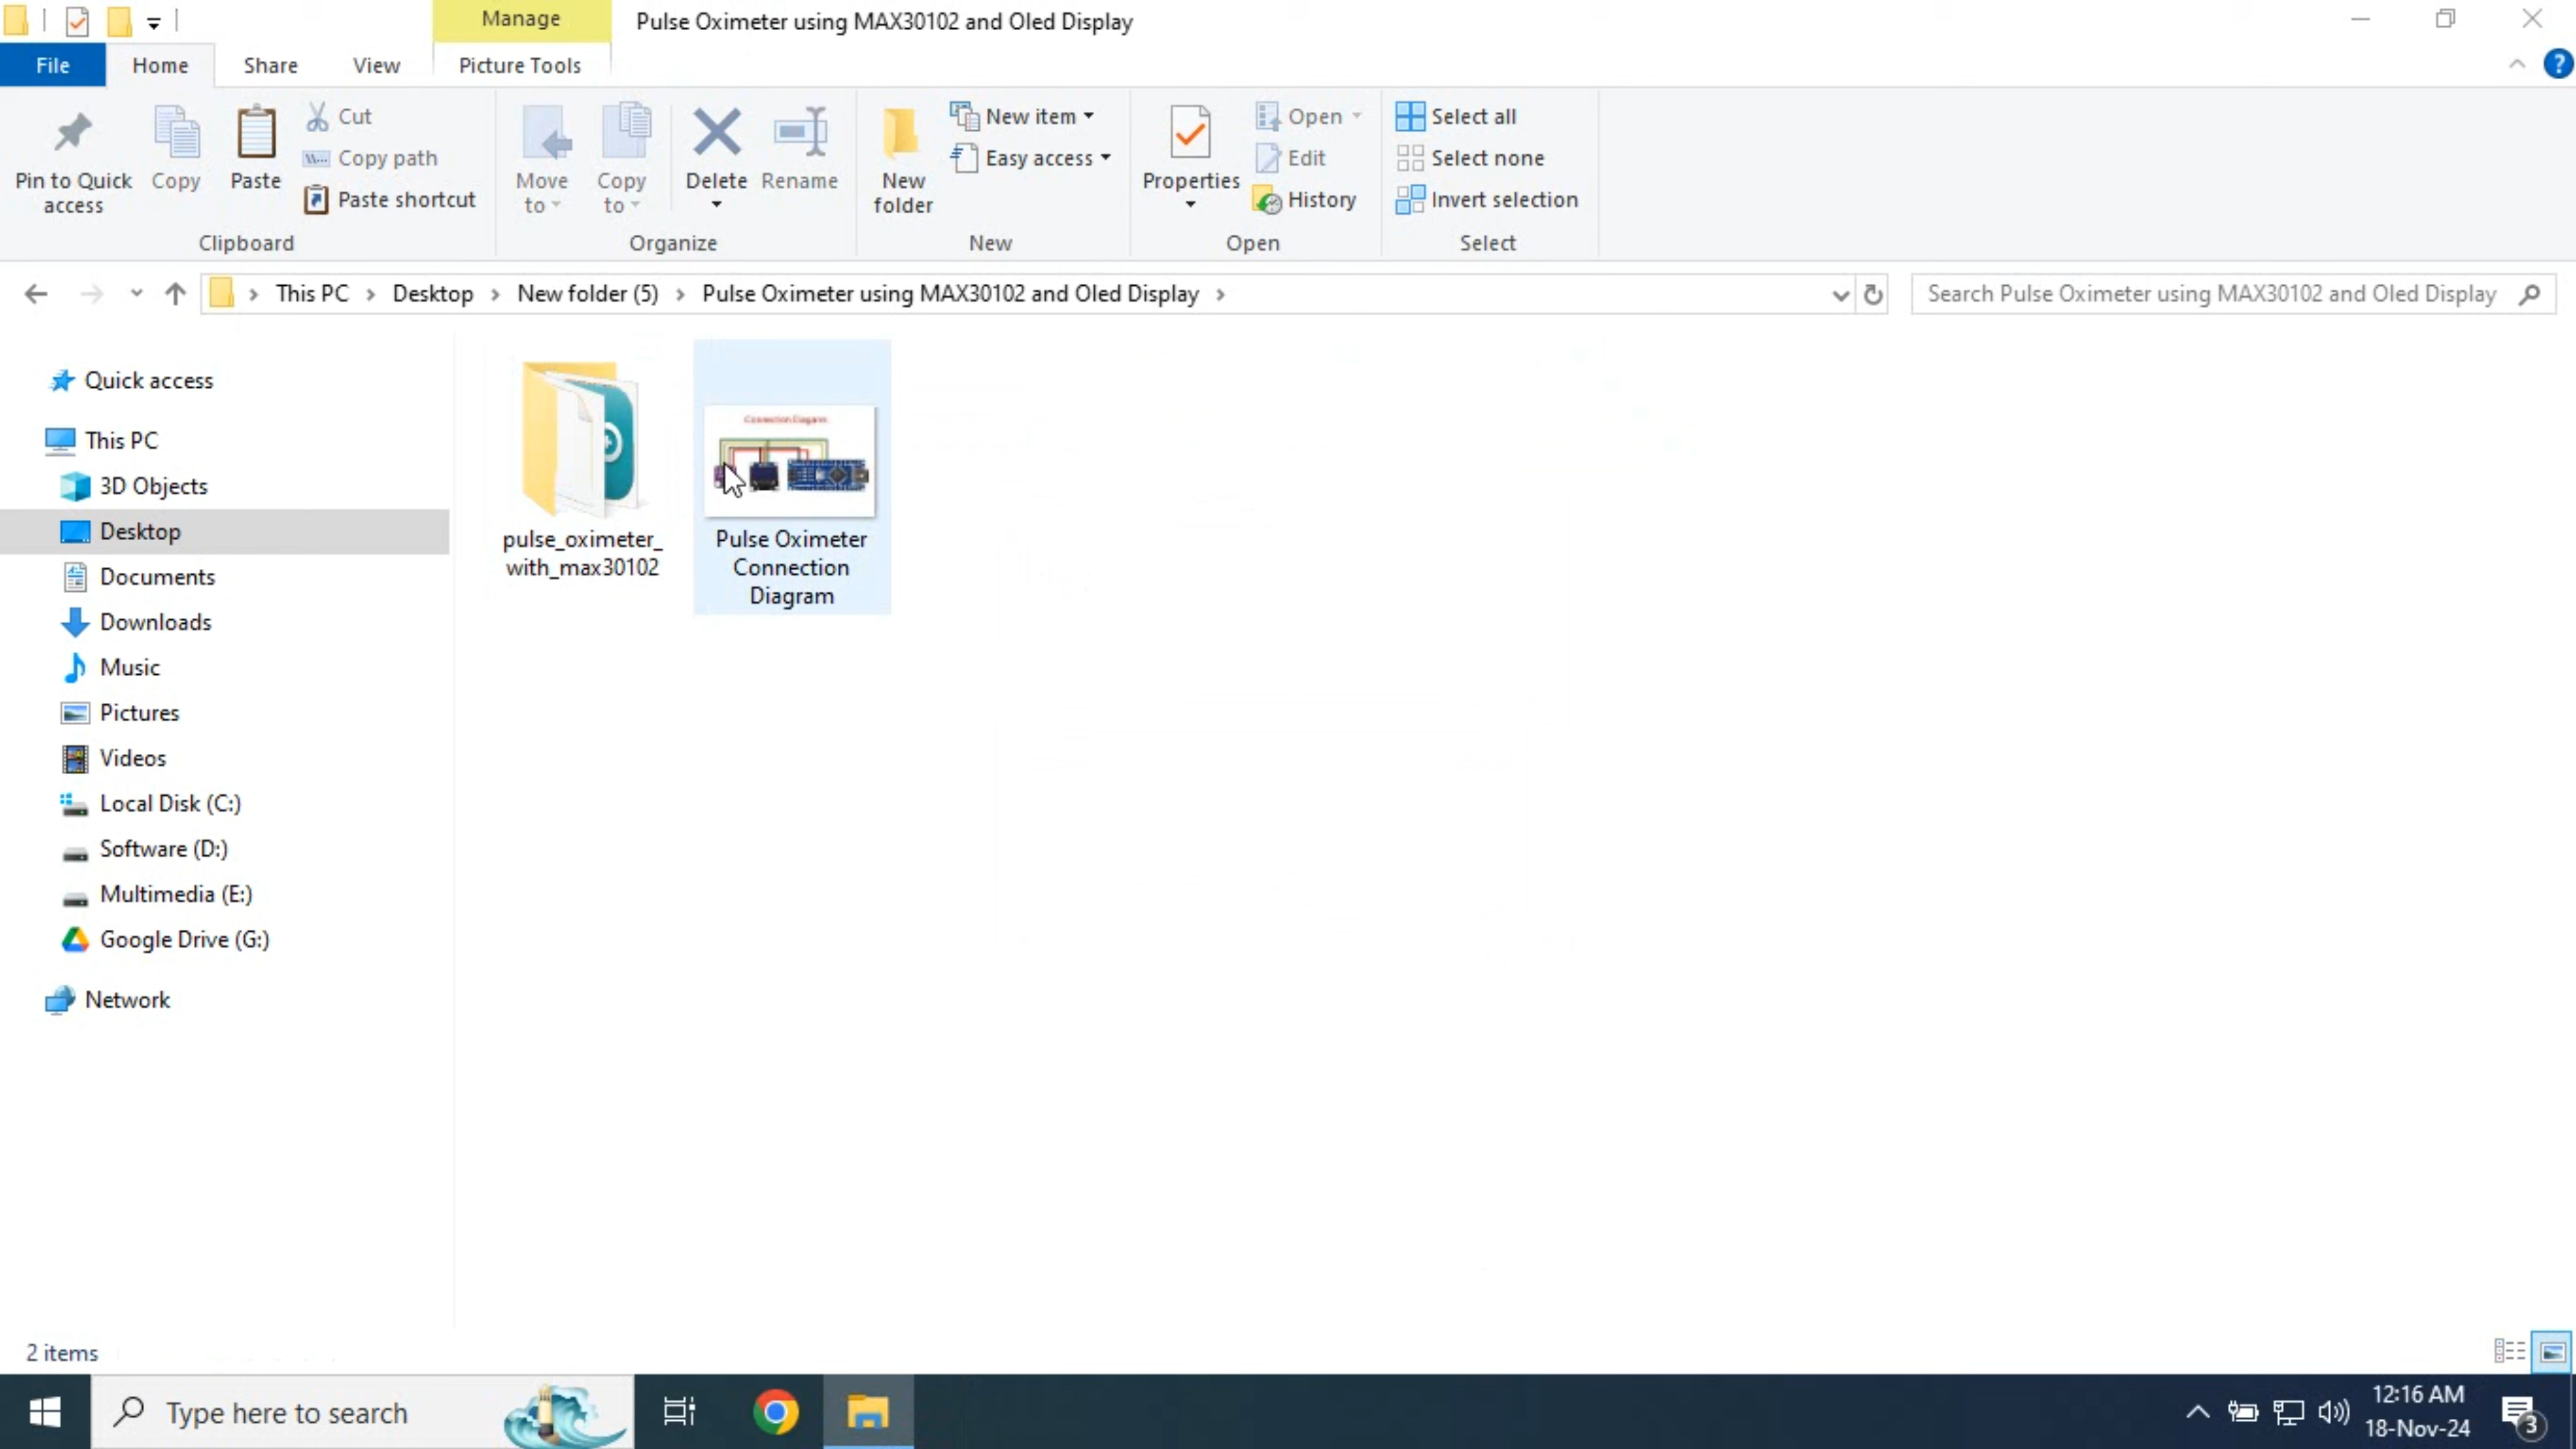 Manage
Pulse Oximeter using MAX30102 and Oled Display
File
Home
Share
View
Picture Tools
Pin to Quick
access
Copy
Paste
Cut
Copy path
Paste shortcut
Clipboard
Move
to
Copy
to
Delete
Rename
Organize
New
folder
New item
Easy access
New
Properties
Open
Edit
History
Open
Select all
Select none
Invert selection
Select
This PC
Desktop
New folder (5)
Pulse Oximeter using MAX30102 and Oled Display
Search Pulse Oximeter using MAX30102 and Oled Display
Quick access
This PC
3D Objects
Desktop
Documents
Downloads
Music
Pictures
Videos
Local Disk (C:)
Software (D:)
Multimedia (E:)
Google Drive (G:)
Network
pulse_oximeter_
with_max30102
Connection Diagram
Pulse Oximeter
Connection
Diagram
2 items
Type here to search
12:16 AM
18-Nov-24
3